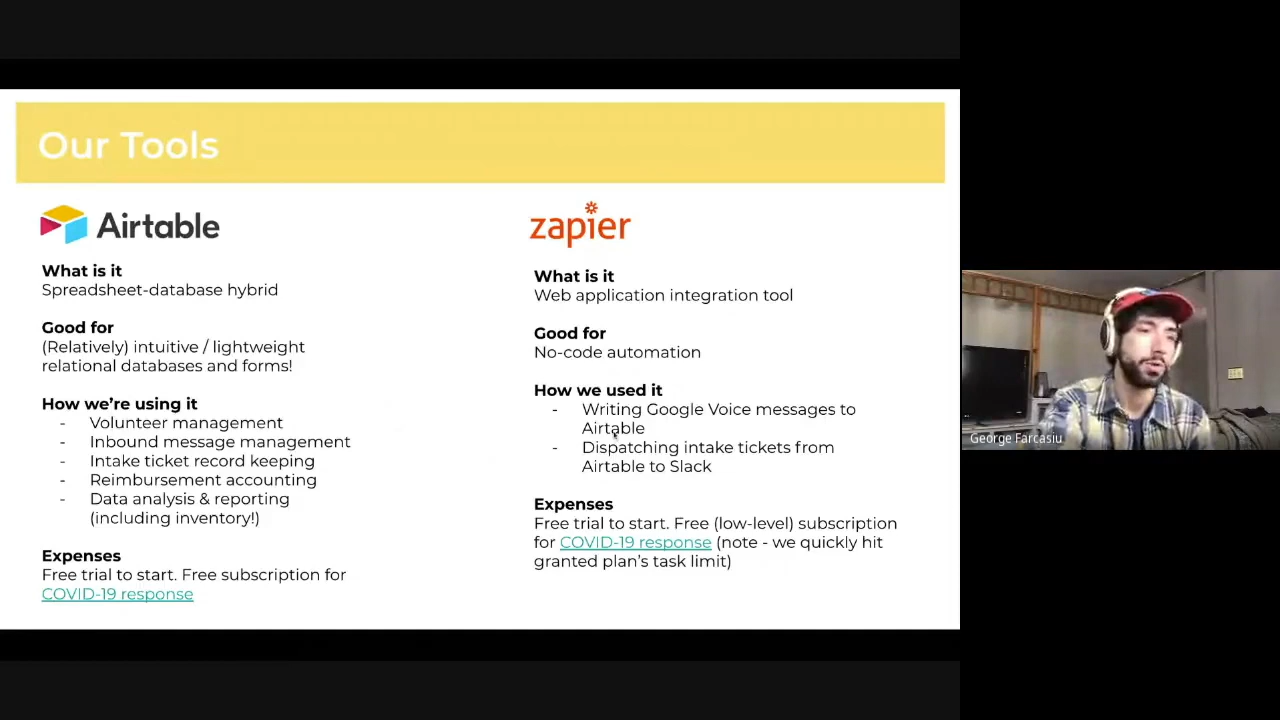 Our Tools
Airtable
What is it
Spreadsheet-database hybrid
Good for
(Relatively) intuitive / lightweight
relational databases and forms!
How we're using it
- Volunteer management
- Inbound message management
- Intake ticket record keeping
- Reimbursement accounting
- Data analysis & reporting
(including inventory!)
Expenses
Free trial to start. Free subscription for
COVID-19 response
zapier
What is it
Web application integration tool
Good for
No-code automation
How we used it
- Writing Google Voice messages to
Airtable
- Dispatching intake tickets from
Airtable to Slack
Expenses
Free trial to start. Free (low-level) subscription
for COVID-19 response (note - we quickly hit
granted plan's task limit)
George Farcasiu